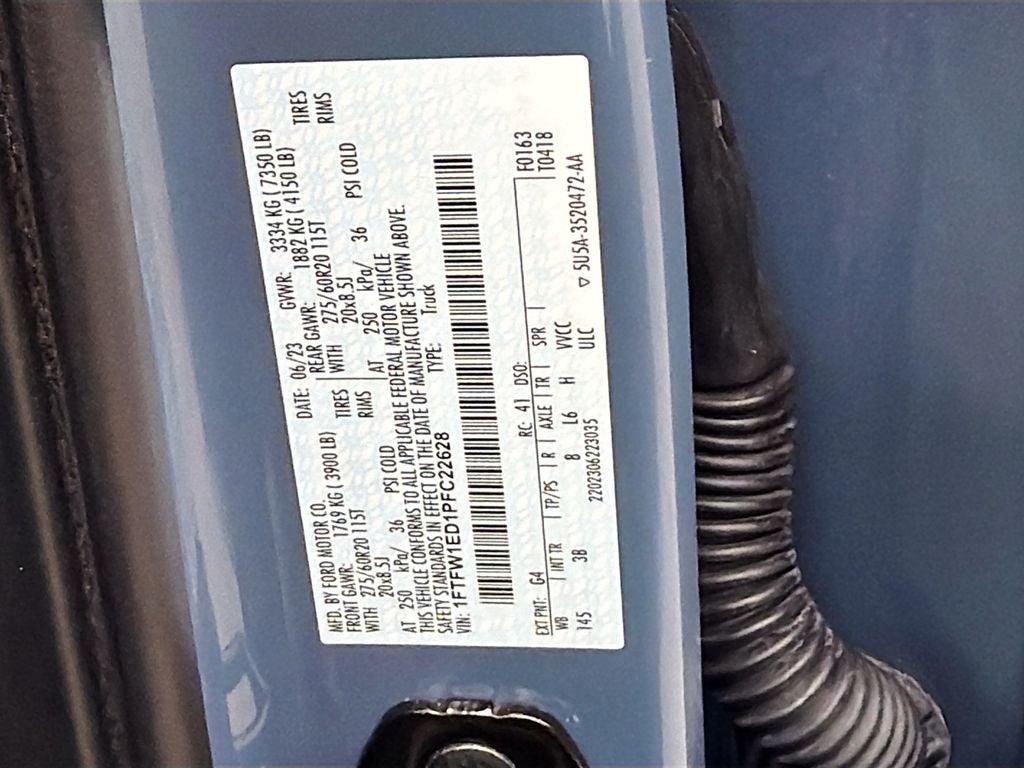 MFD. BY FORD MOTOR CO.
DATE: 06/23 GVWR: 3334 KG ( 7350 LB)
FRONT GAWR: 1769 KG ( 3900 LB) REAR GAWR: 1882 KG ( 4150 LB)
WITH 275/60R20 115T TIRES WITH 275/60R20 115T TIRES
20x8.5J RIMS 20x8.5J RIMS
AT 250 kPa/ 36 PSI COLD AT 250 kPa/ 36 PSI COLD
THIS VEHICLE CONFORMS TO ALL APPLICABLE FEDERAL MOTOR VEHICLE
SAFETY STANDARDS IN EFFECT ON THE DATE OF MANUFACTURE SHOWN ABOVE.
VIN: 1FTFW1ED1PFC22628 TYPE: Truck
EXT PNT: G4 RC: 41 DSO: F0163
WB INT TR TP/PS R AXLE TR SPR T0418
145 3B 8 L6 H VVCC
ULC
2202306223035 ▽ 5U5A-3520472-AA